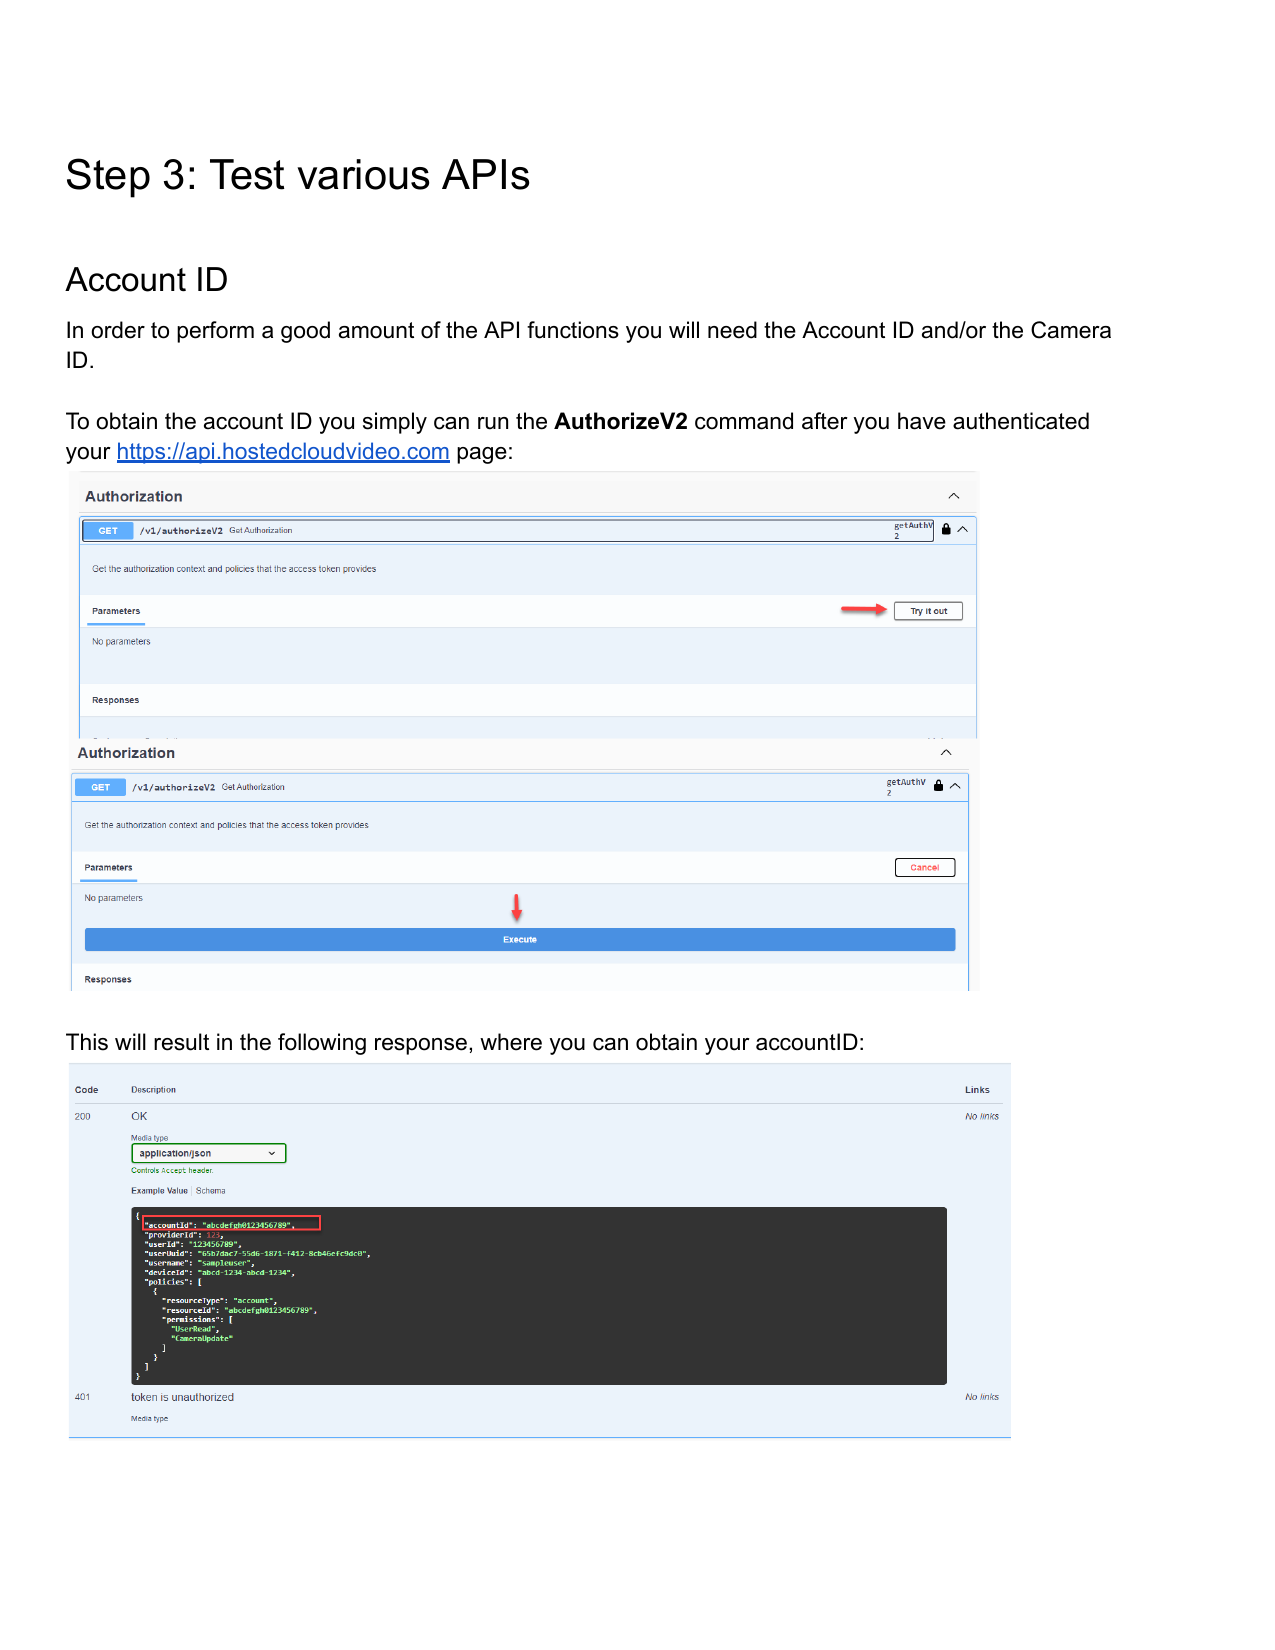 Step 3: Test various APIs
Account ID
In order to perform a good amount of the API functions you will need the Account ID and/or the Camera
ID.
To obtain the account ID you simply can run the AuthorizeV2 command after you have authenticated
your https://api.hostedcloudvideo.com page:
Authorization
GET /v1/authorizeV2 Get Authorization getAuthV
2
Get the authorization context and policies that the access token provides
Parameters Try it out
No parameters
Responses
Authorization
GET /v1/authorizeV2 Get Authorization getAuthV
2
Get the authorization context and policies that the access token provides
Parameters Cancel
No parameters
Execute
Responses
This will result in the following response, where you can obtain your accountID:
Code Description Links
200 OK No links
Media type
application/json
Controls Accept header.
Example Value | Schema
{
"accountId": "abcdefgh0123456789",
"providerId": 123,
"userId": "123456789",
"userUuid": "65b7dac7-55d6-1871-f412-8cb46efc9dc0",
"username": "sampleuser",
"deviceId": "abcd-1234-abcd-1234",
"policies": [
{
"resourceType": "account",
"resourceId": "abcdefgh0123456789",
"permissions": [
"UserRead",
"CameraUpdate"
]
}
]
}
401 token is unauthorized No links
Media type